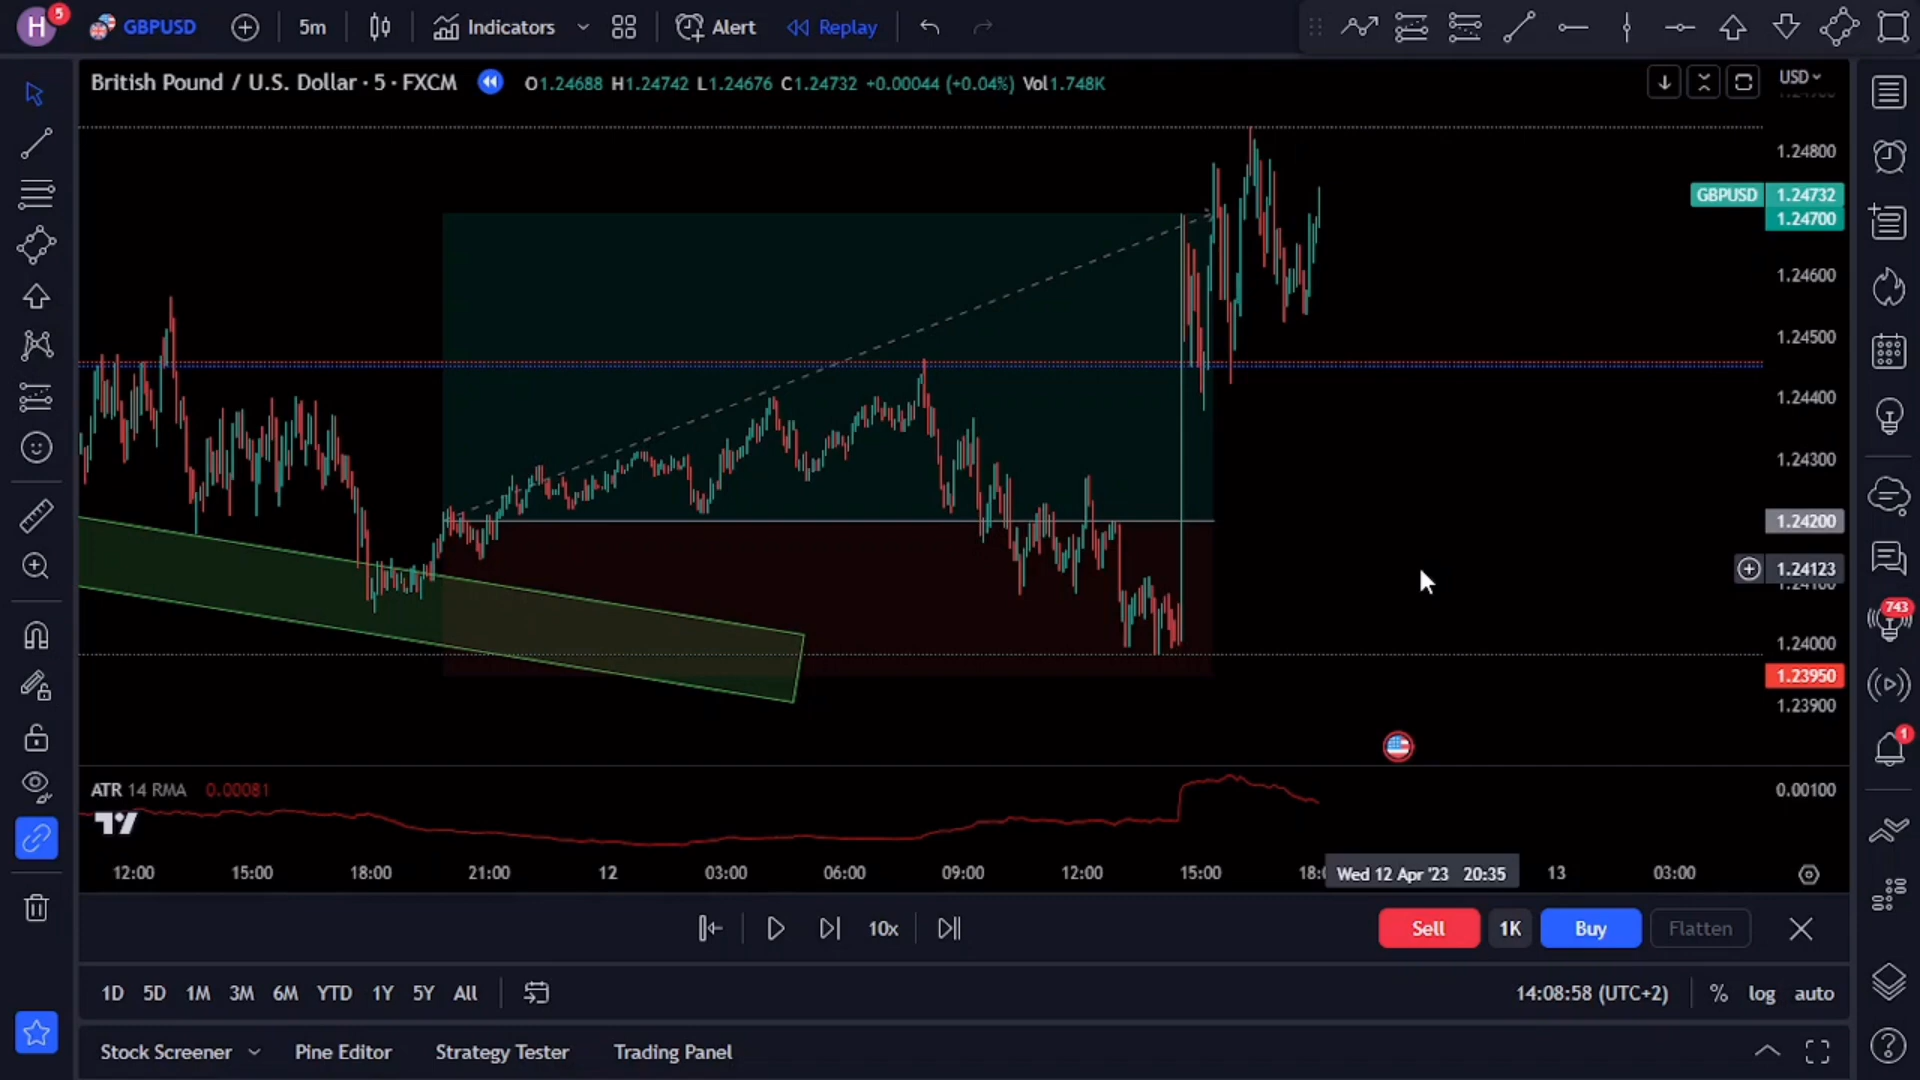 H 5 GBPUSD 5m Indicators Alert Replay
British Pound / U.S. Dollar · 5 · FXCM O1.24688 H1.24742 L1.24676 C1.24732 +0.00044 (+0.04%) Vol1.748K
USD
1.24800
GBPUSD 1.24732
1.24700
1.24600
1.24500
1.24400
1.24300
1.24200
1.24123
1.24000
1.23950
1.23900
743
1
ATR 14 RMA 0.00081
0.00100
12:00 15:00 18:00 21:00 12 03:00 06:00 09:00 12:00 15:00 Wed 12 Apr '23 20:35 13 03:00
10x Sell 1K Buy Flatten
1D 5D 1M 3M 6M YTD 1Y 5Y All 14:08:58 (UTC+2) % log auto
Stock Screener Pine Editor Strategy Tester Trading Panel